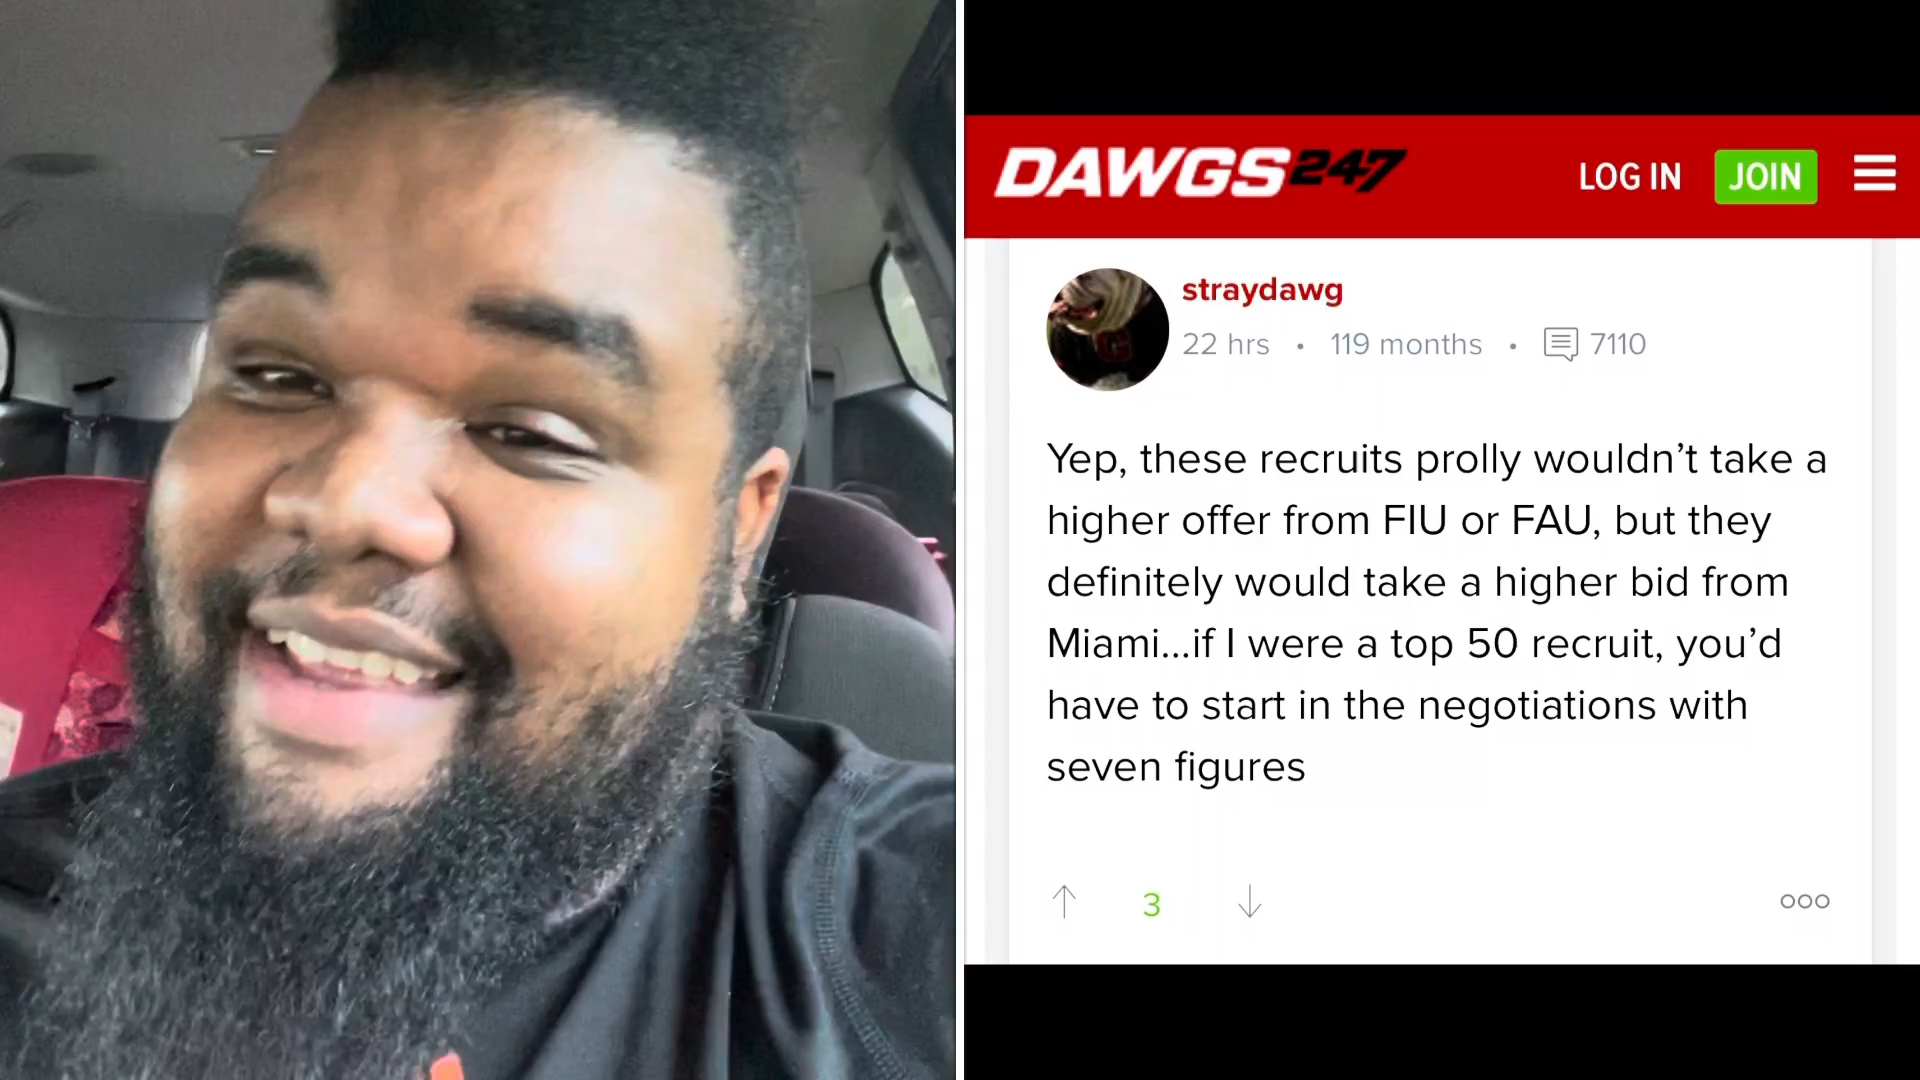 DAWGS247
LOG IN
JOIN
straydawg
22 hrs • 119 months • 7110
Yep, these recruits prolly wouldn’t take a
higher offer from FIU or FAU, but they
definitely would take a higher bid from
Miami...if I were a top 50 recruit, you’d
have to start in the negotiations with
seven figures
3